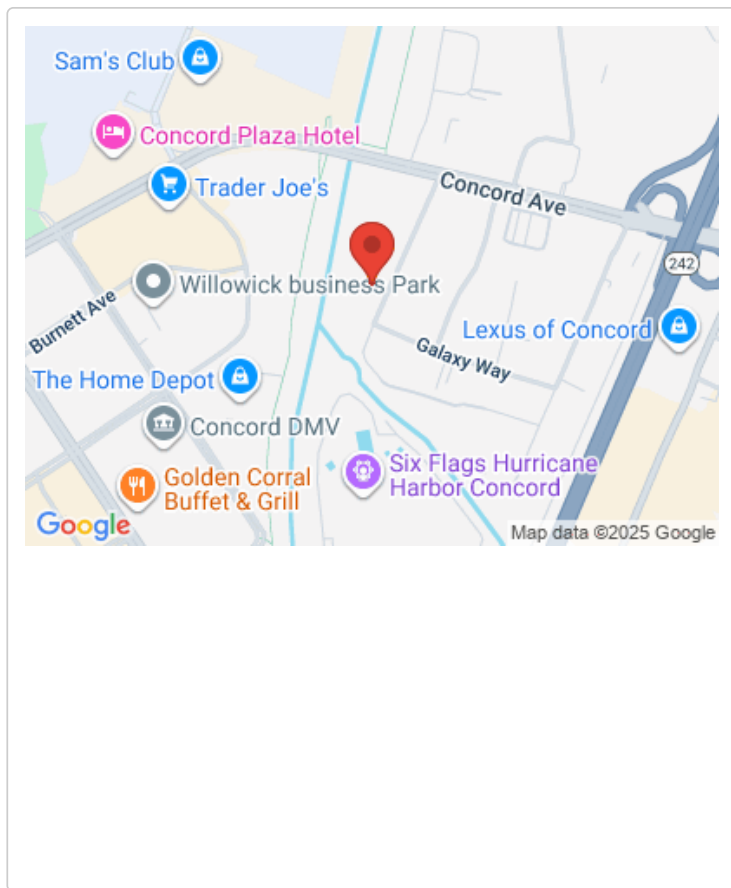 Sam's Club
Concord Plaza Hotel
Trader Joe's
Concord Ave
Willowick business Park
242
Burnett Ave
Lexus of Concord
Galaxy Way
The Home Depot
Concord DMV
Six Flags Hurricane
Harbor Concord
Golden Corral
Buffet & Grill
Google
Map data ©2025 Google